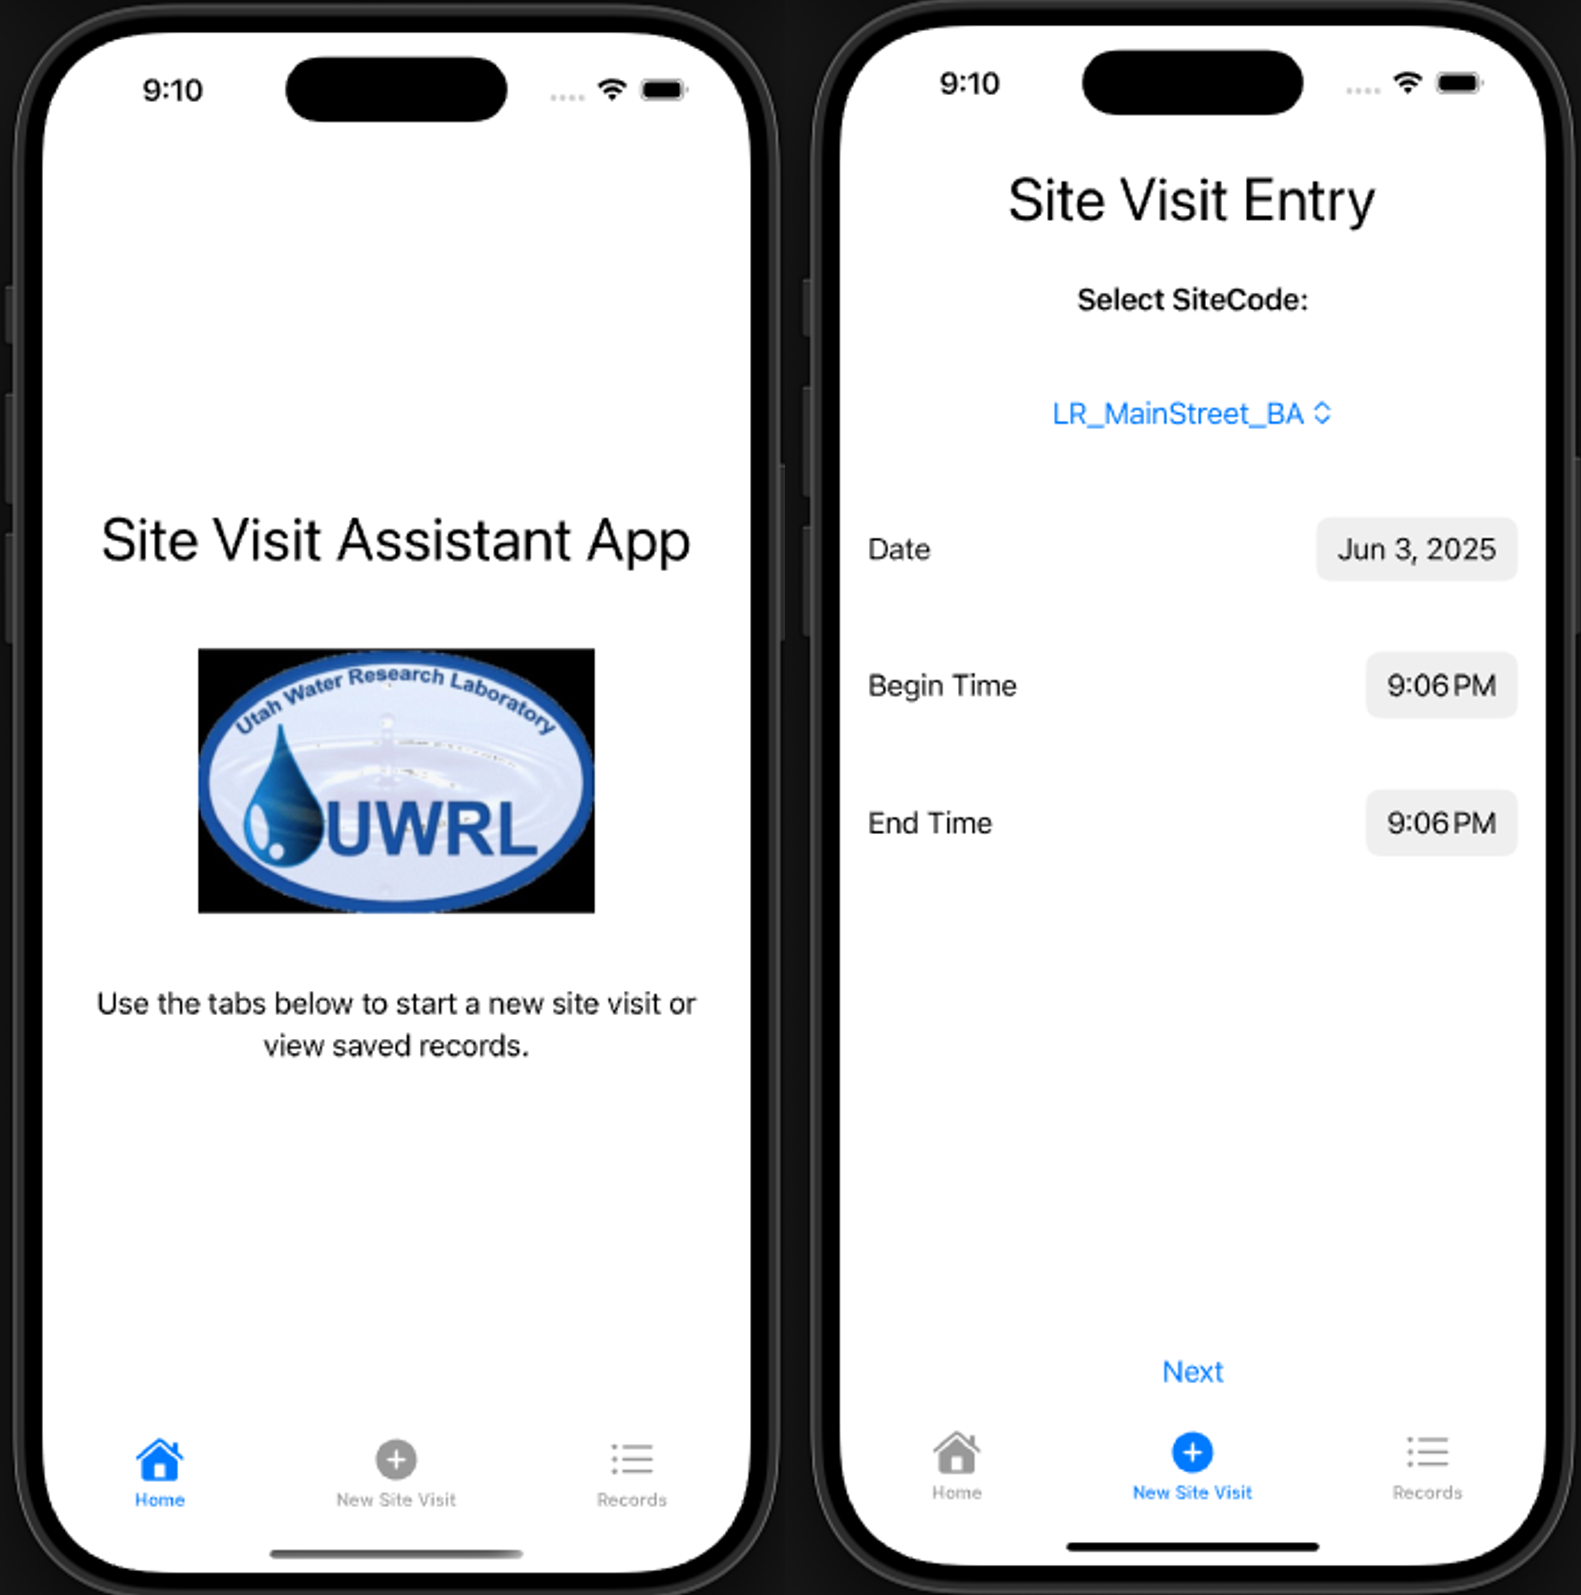 9:10
Site Visit Assistant App
Utah Water Research Laboratory
UWRL
Use the tabs below to start a new site visit or
view saved records.
Home
New Site Visit
Records
9:10
Site Visit Entry
Select SiteCode:
LR_MainStreet_BA
Date
Jun 3, 2025
Begin Time
9:06 PM
End Time
9:06 PM
Next
Home
New Site Visit
Records